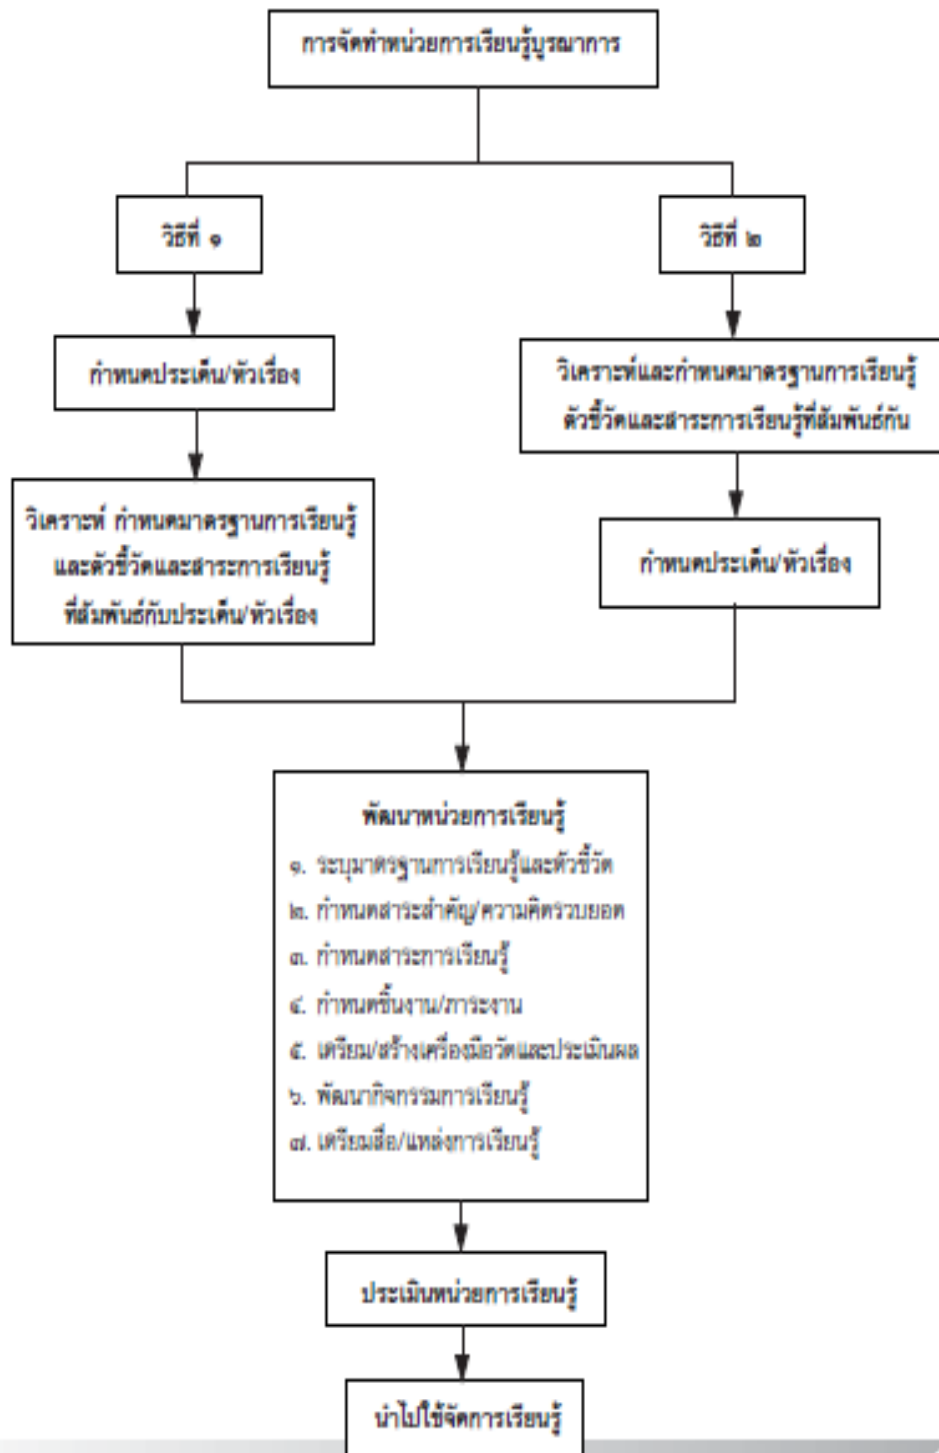 การจัดทำหน่วยการเรียนรู้บูรณาการ
วิธีที่ ๑
วิธีที่ ๒
กำหนดประเด็น/หัวเรื่อง
วิเคราะห์และกำหนดมาตรฐานการเรียนรู้
ตัวชี้วัดและสาระการเรียนรู้ที่สัมพันธ์กัน
วิเคราะห์ กำหนดมาตรฐานการเรียนรู้
และตัวชี้วัดและสาระการเรียนรู้
ที่สัมพันธ์กับประเด็น/หัวเรื่อง
กำหนดประเด็น/หัวเรื่อง
พัฒนาหน่วยการเรียนรู้
๑. ระบุมาตรฐานการเรียนรู้และตัวชี้วัด
๒. กำหนดสาระสำคัญ/ความคิดรวบยอด
๓. กำหนดสาระการเรียนรู้
๔. กำหนดชิ้นงาน/ภาระงาน
๕. เตรียม/สร้างเครื่องมือวัดและประเมินผล
๖. พัฒนากิจกรรมการเรียนรู้
๗. เตรียมสื่อ/แหล่งการเรียนรู้
ประเมินหน่วยการเรียนรู้
นำไปใช้จัดการเรียนรู้